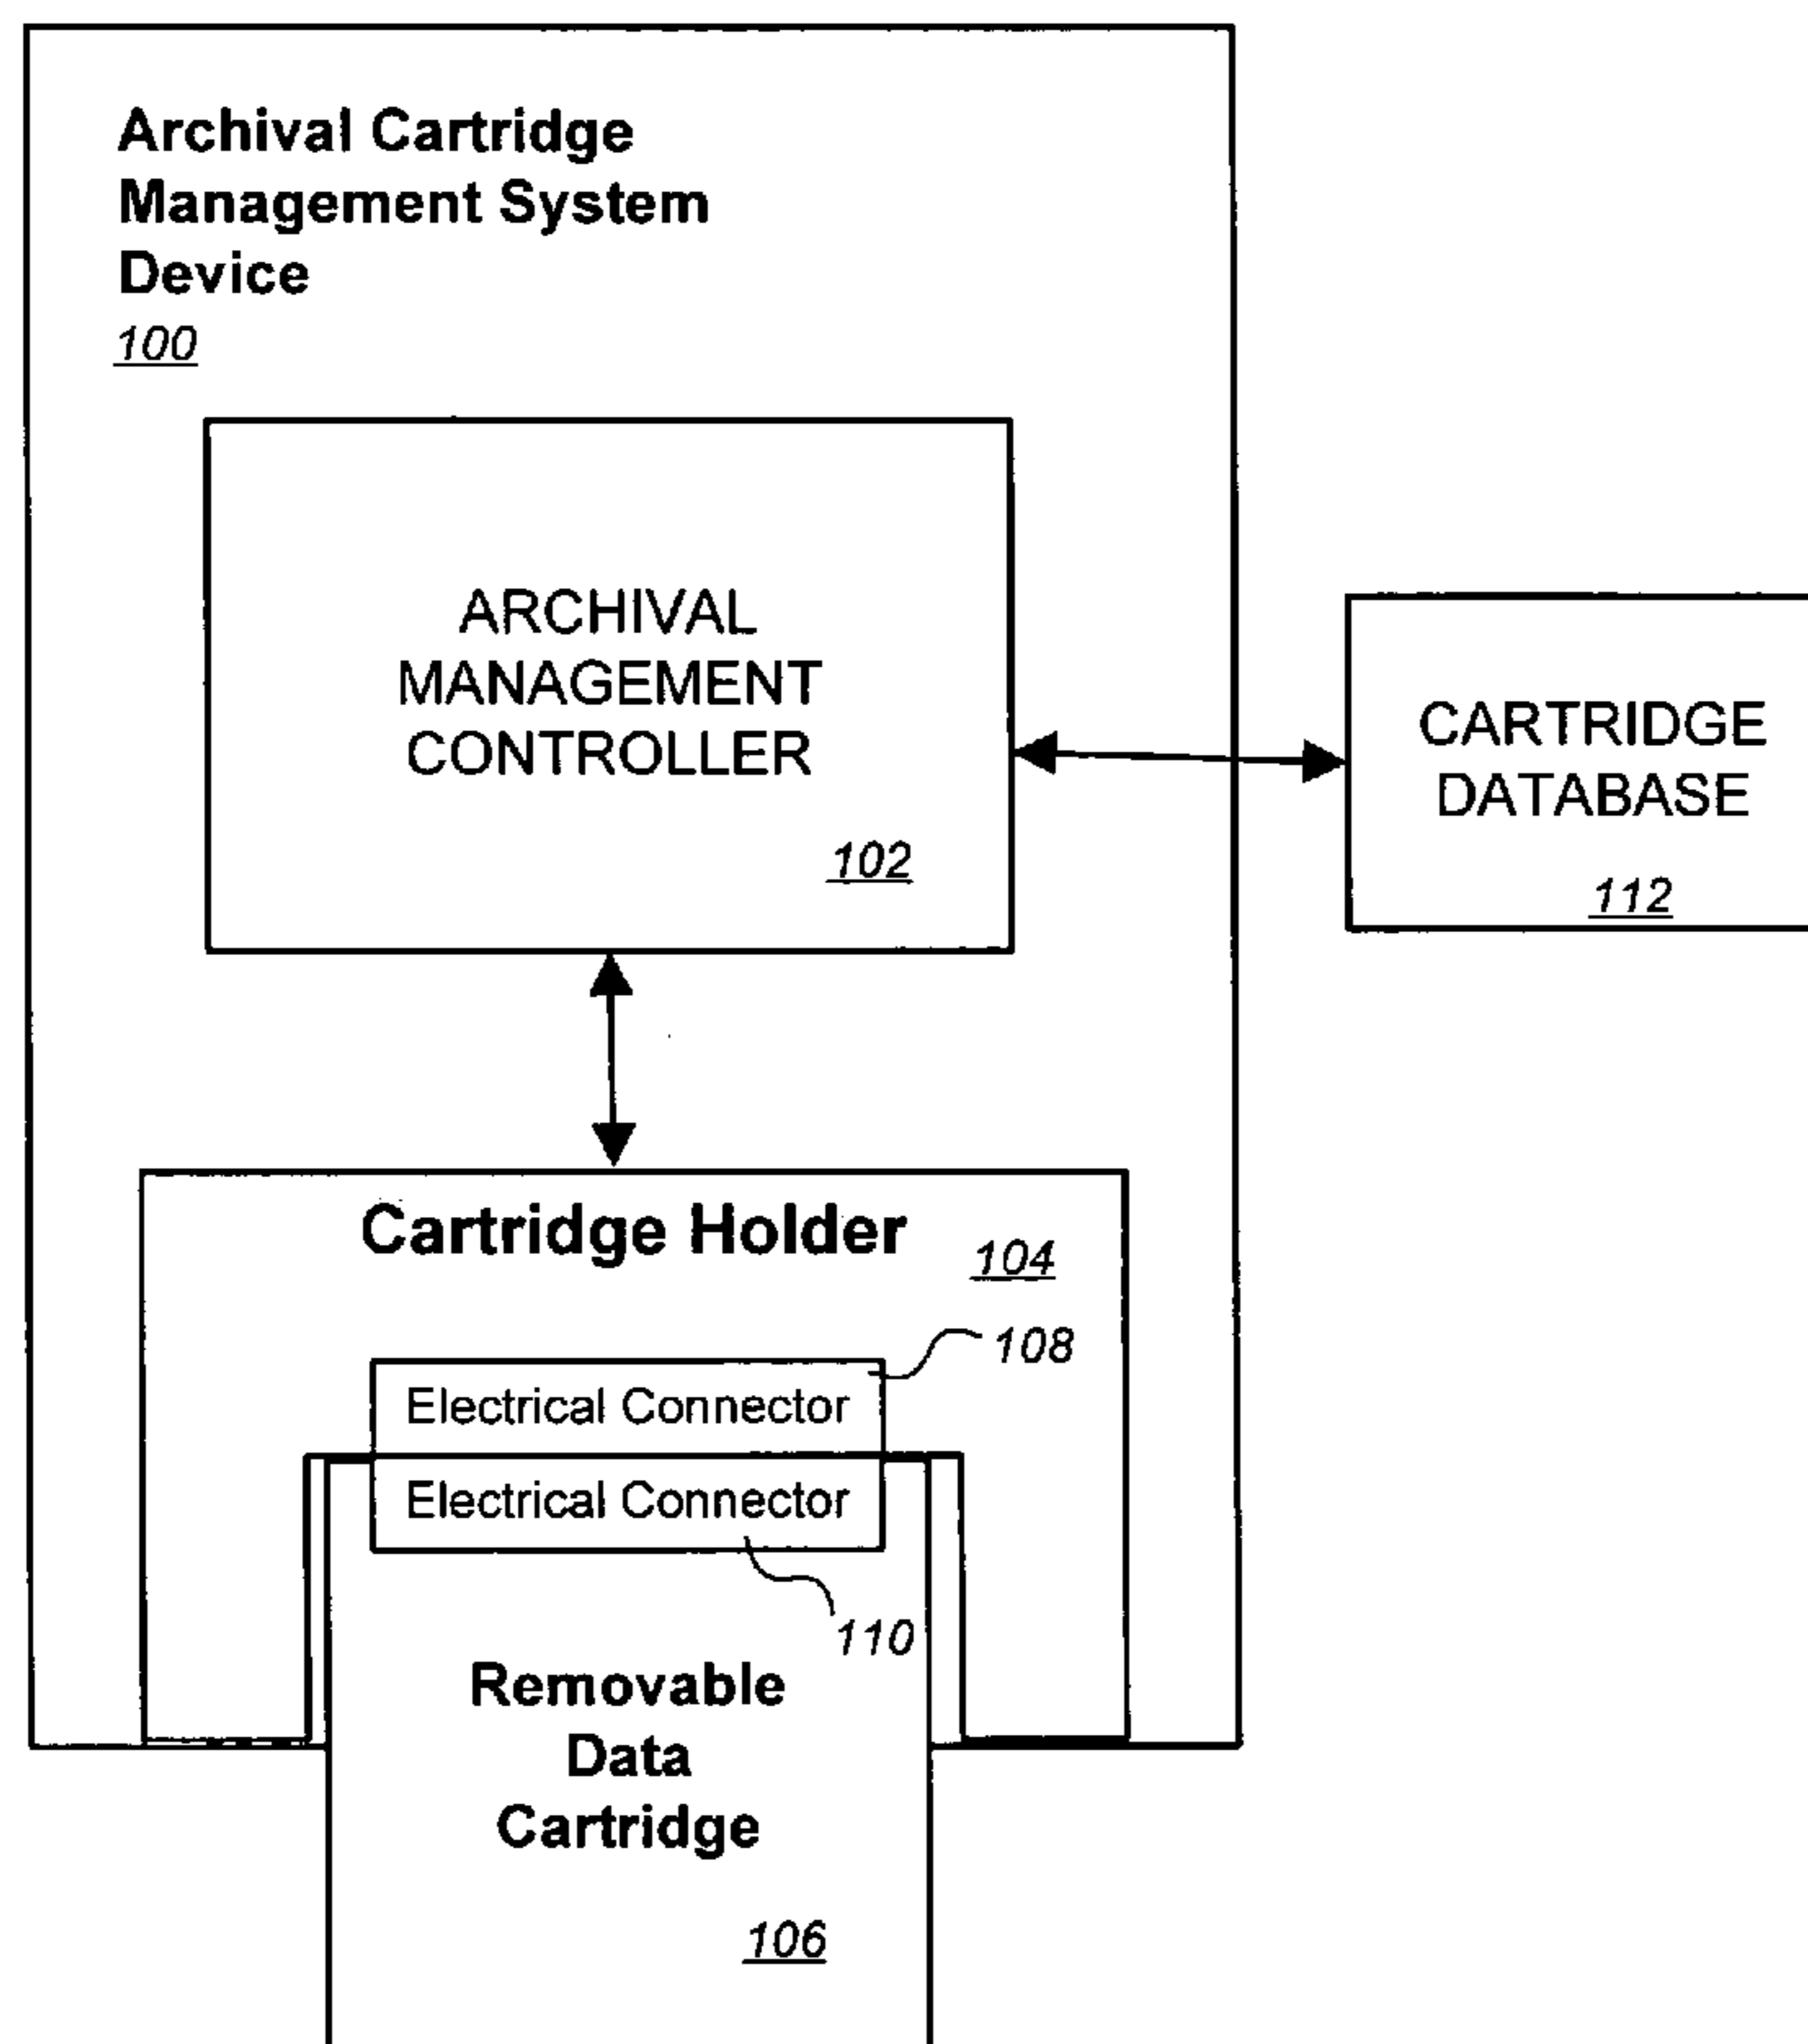 Archival Cartridge
Management System
Device
100
ARCHIVAL
MANAGEMENT
CONTROLLER
102
CARTRIDGE
DATABASE
112
Cartridge Holder
104
108
Electrical Connector
Electrical Connector
110
Removable
Data
Cartridge
106